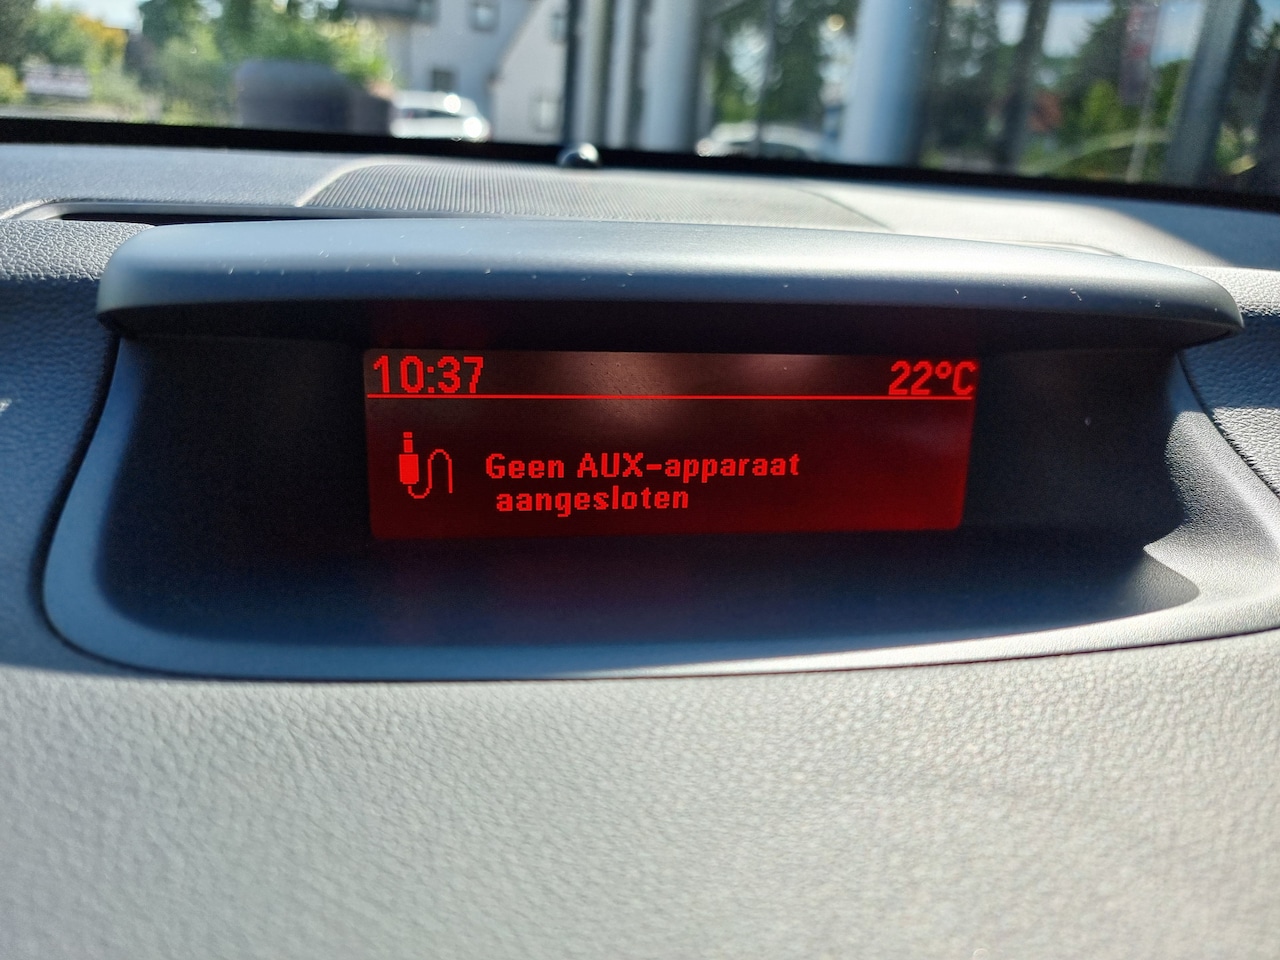 10:37 22°C
Geen AUX-apparaat
aangesloten